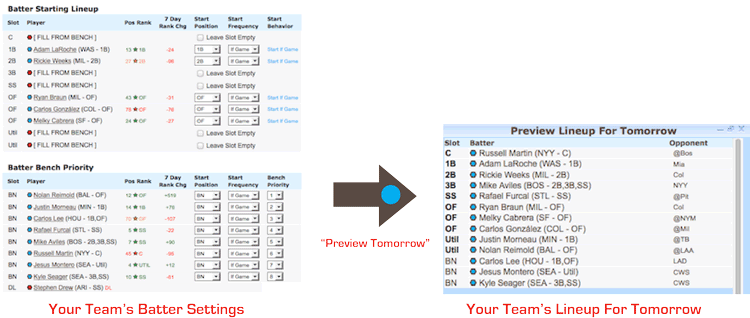 Batter Starting Lineup
Slot Player Pos Rank 7 Day Rank Chg Start Position Start Frequency Start Behavior
C [ FILL FROM BENCH ] Leave Slot Empty
1B Adam LaRoche (WAS - 1B) 13 1B -24 1B If Game Start If Game
2B Rickie Weeks (MIL - 2B) 2B -98 2B If Game Start If Game
3B [ FILL FROM BENCH ] Leave Slot Empty
SS [ FILL FROM BENCH ] Leave Slot Empty
OF Ryan Braun (MIL - OF) 43 OF -31 OF If Game Start If Game
OF Carlos González (COL - OF) 78 OF -76 OF If Game Start If Game
OF Melky Cabrera (SF - OF) 24 OF -27 OF If Game Start If Game
Util [ FILL FROM BENCH ] Leave Slot Empty
Util [ FILL FROM BENCH ] Leave Slot Empty
Batter Bench Priority
Slot Player Pos Rank 7 Day Rank Chg Start Position Start Frequency Bench Priority
BN Nolan Reimold (BAL - OF) 12 OF +519 BN If Game 1
BN Justin Morneau (MIN - 1B) 14 1B +75 BN If Game 2
BN Carlos Lee (HOU - 1B,OF) 70 OF -107 BN If Game 3
BN Rafael Furcal (STL - SS) 5 SS -22 BN If Game 4
BN Mike Aviles (BOS - 2B,3B,SS) 7 SS +90 BN If Game 5
BN Russell Martin (NYY - C) C BN If Game 6
BN Jesus Montero (SEA - Util) 4 UTIL +12 BN If Game 7
BN Kyle Seager (SEA - 3B,SS) 10 SS -51 BN If Game 8
DL Stephen Drew (ARI - SS) DL
Your Team's Batter Settings
"Preview Tomorrow"
Preview Lineup For Tomorrow
Slot Batter Opponent
C Russell Martin (NYY - C) @Bos
1B Adam LaRoche (WAS - 1B) Mia
2B Rickie Weeks (MIL - 2B) Col
3B Mike Aviles (BOS - 2B,3B,SS) NYY
SS Rafael Furcal (STL - SS) @Pit
OF Ryan Braun (MIL - OF) Col
OF Melky Cabrera (SF - OF) @NYM
OF Carlos González (COL - OF) @Mil
Util Justin Morneau (MIN - 1B) @TB
Util Nolan Reimold (BAL - OF) @LAA
BN Carlos Lee (HOU - 1B,OF) LAD
BN Jesus Montero (SEA - Util) CWS
BN Kyle Seager (SEA - 3B,SS) CWS
Your Team's Lineup For Tomorrow